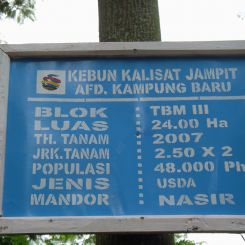 KEBUN KALISAT JAMPIT
AFD. KAMPUNG BARU
BLOK : TBM III
LUAS : 24.00 Ha
TH. TANAM : 2007
JRK.TANAM : 2.50 X 2
POPULASI : 48.000 Ph
JENIS : USDA
MANDOR : NASIR